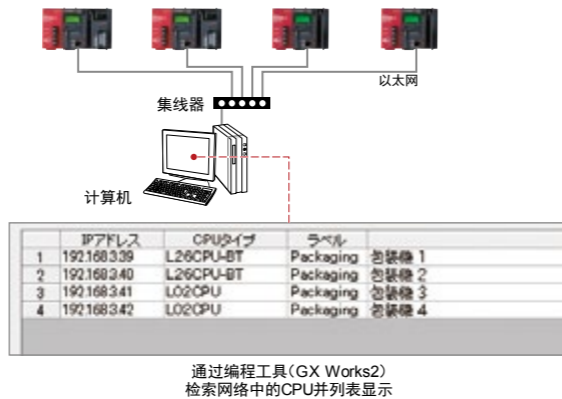 以太网
集线器
计算机
IPアドレス CPUタイプ ラベル
1 192.168.3.39 L26CPU-BT Packaging 包装機 1
2 192.168.3.40 L26CPU-BT Packaging 包装機 2
3 192.168.3.41 L02CPU Packaging 包装機 3
4 192.168.3.42 L02CPU Packaging 包装機 4
通过编程工具(GX Works2)
检索网络中的CPU并列表显示